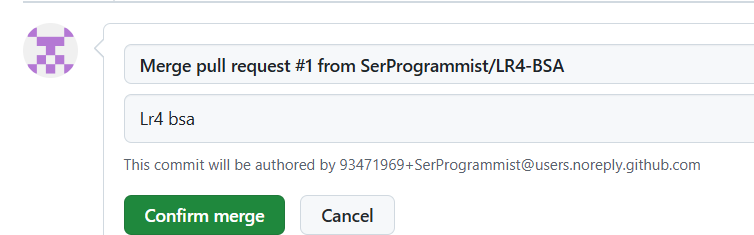 Merge pull request #1 from SerProgrammist/LR4-BSA
Lr4 bsa
This commit will be authored by 93471969+SerProgrammist@users.noreply.github.com
Confirm merge Cancel